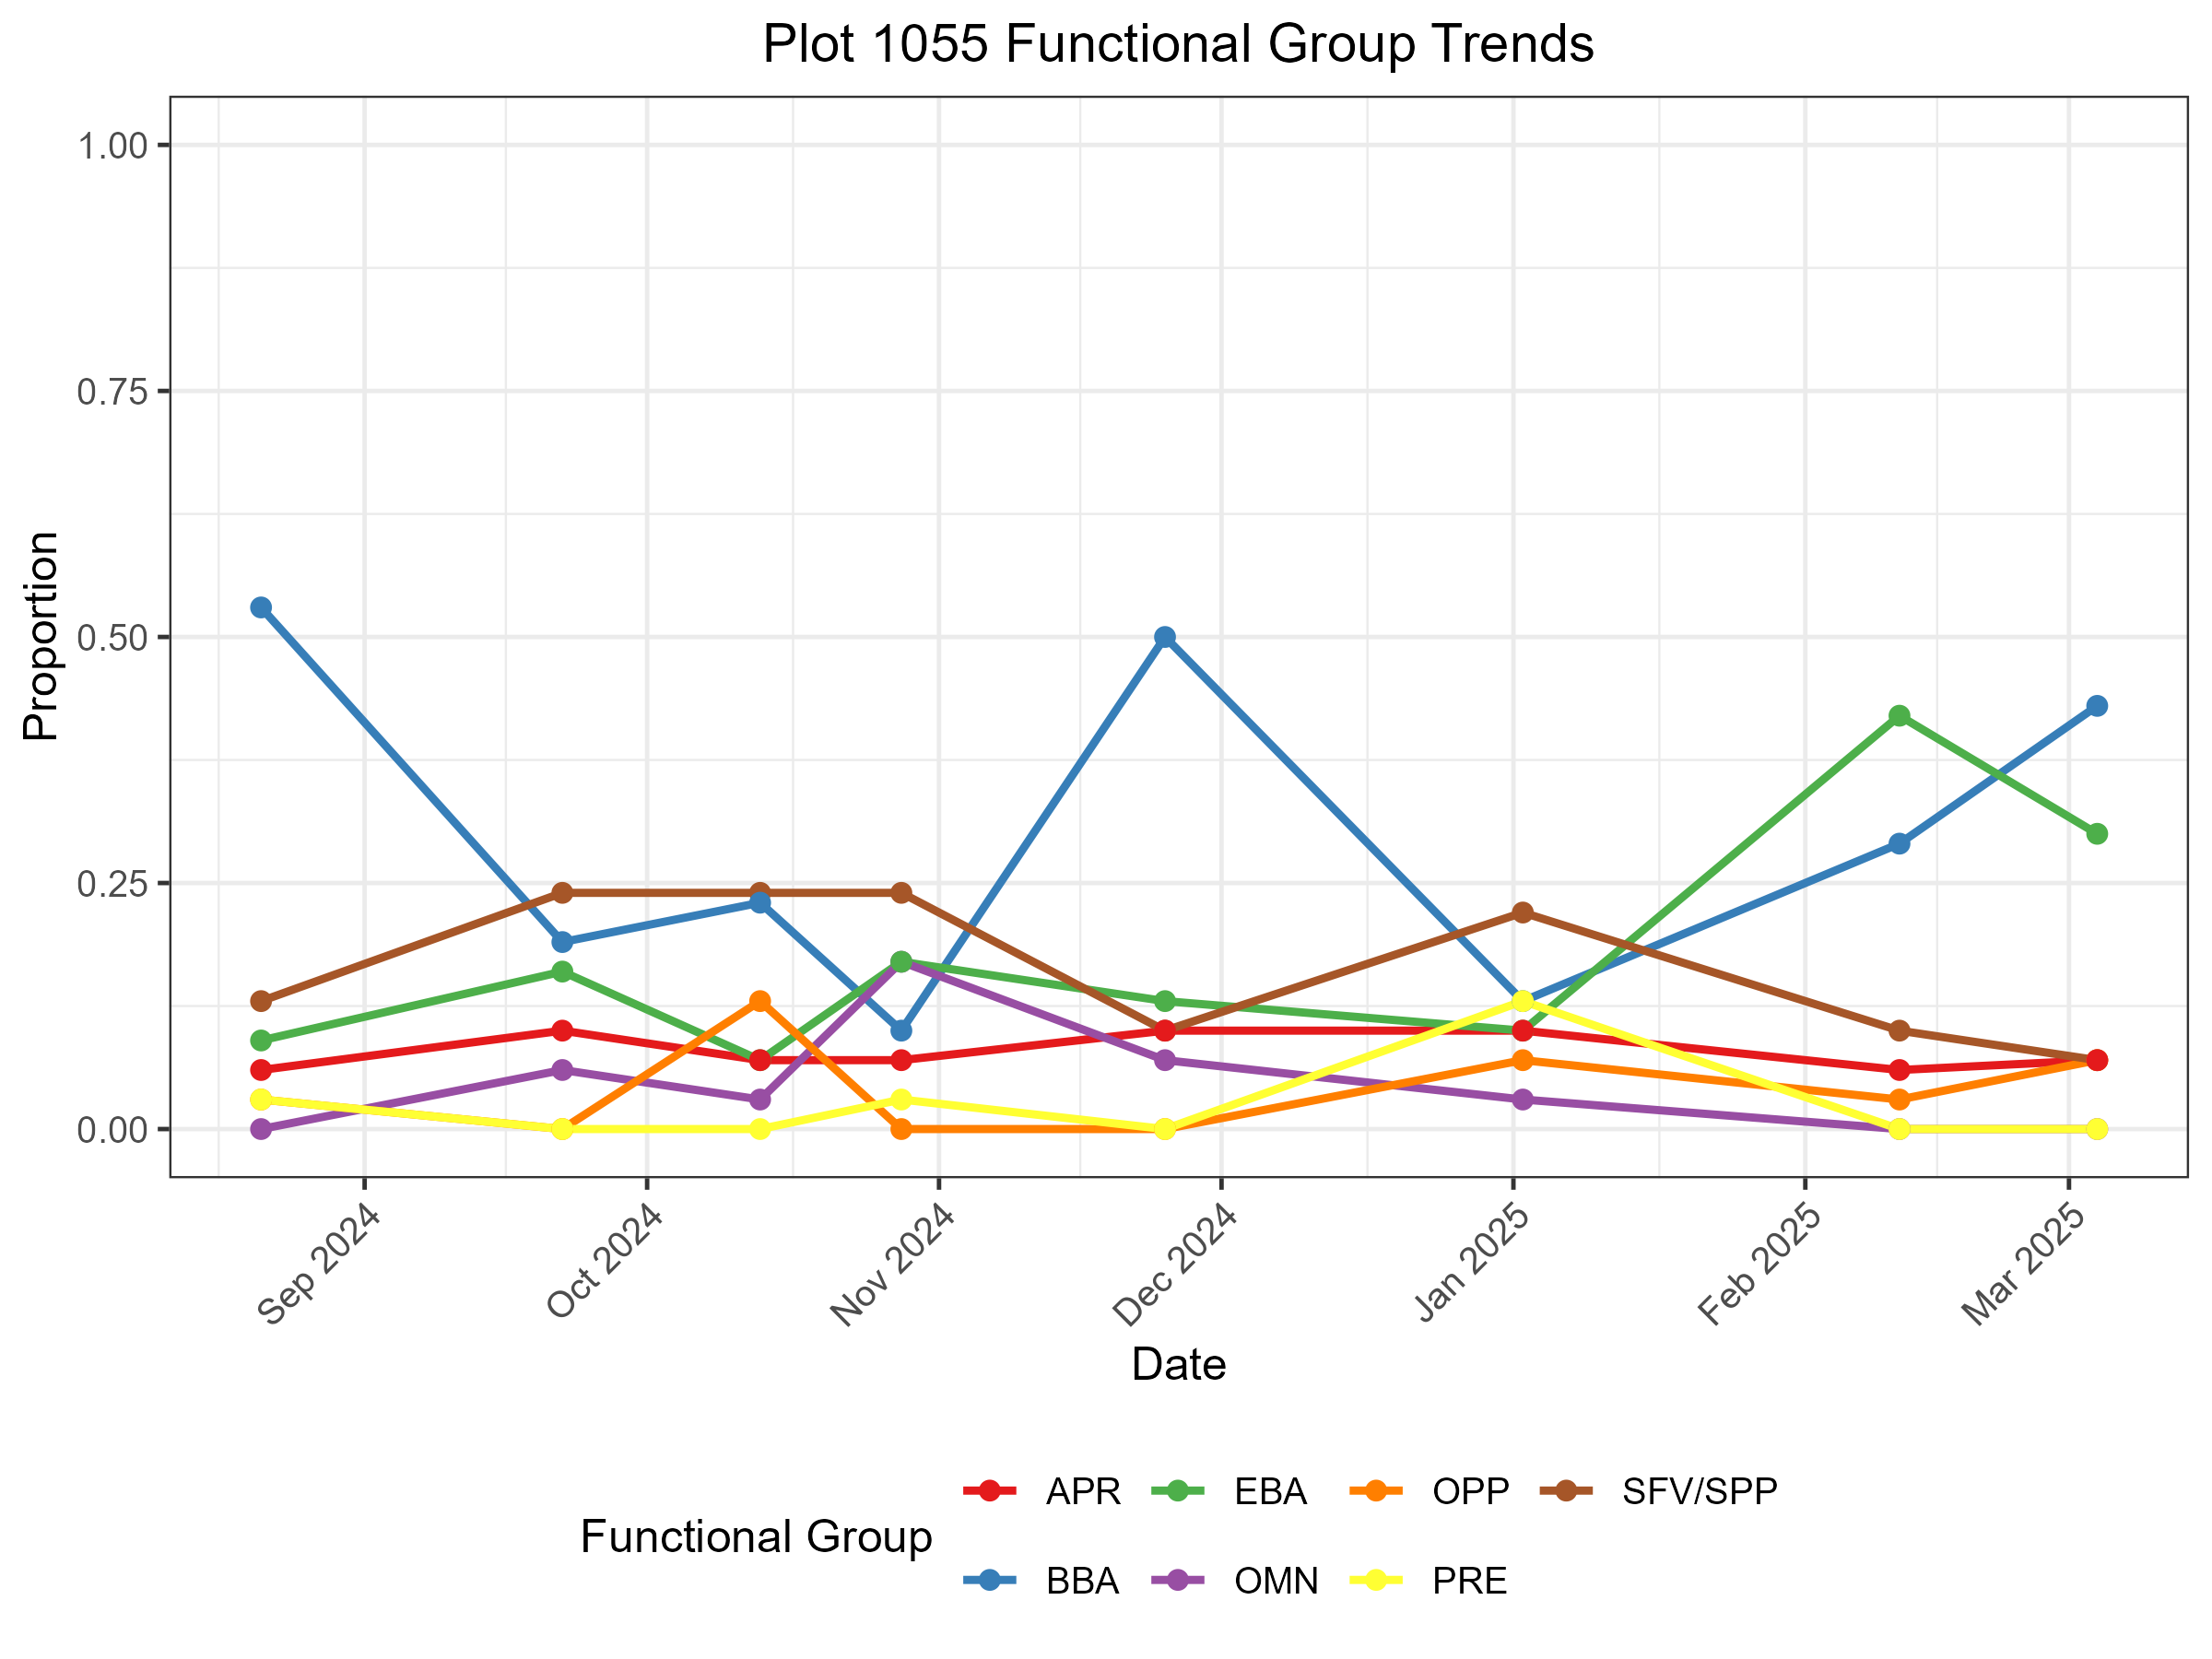 Plot 1055 Functional Group Trends
1.00
0.75
0.50
0.25
0.00
Proportion
Sep 2024
Oct 2024
Nov 2024
Dec 2024
Jan 2025
Feb 2025
Mar 2025
Date
Functional Group
APR
EBA
OPP
SFV/SPP
BBA
OMN
PRE